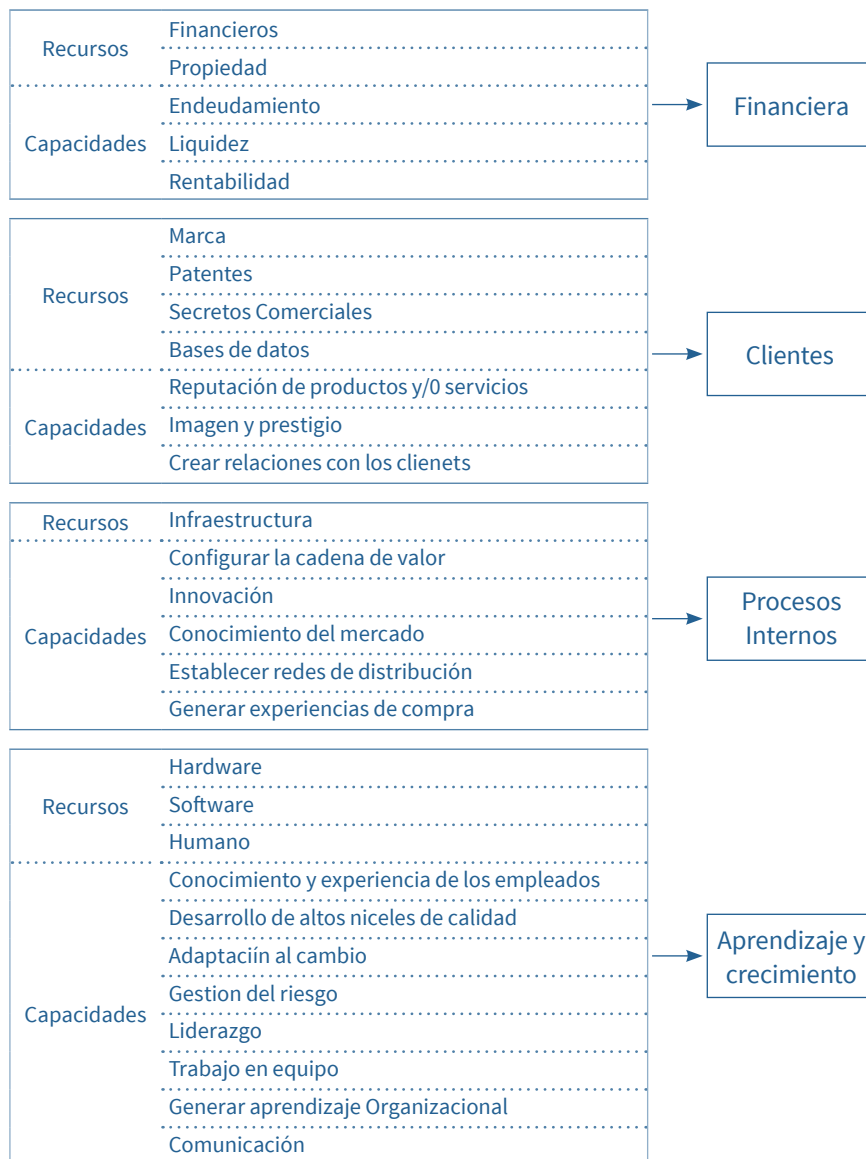 Recursos
Financieros
Propiedad
Capacidades
Endeudamiento
Liquidez
Rentabilidad
Financiera
Recursos
Marca
Patentes
Secretos Comerciales
Bases de datos
Capacidades
Reputación de productos y/0 servicios
Imagen y prestigio
Crear relaciones con los clienets
Clientes
Recursos
Infraestructura
Capacidades
Configurar la cadena de valor
Innovación
Conocimiento del mercado
Establecer redes de distribución
Generar experiencias de compra
Procesos
Internos
Recursos
Hardware
Software
Humano
Capacidades
Conocimiento y experiencia de los empleados
Desarrollo de altos niceles de calidad
Adaptaciín al cambio
Gestion del riesgo
Liderazgo
Trabajo en equipo
Generar aprendizaje Organizacional
Comunicación
Aprendizaje y
crecimiento